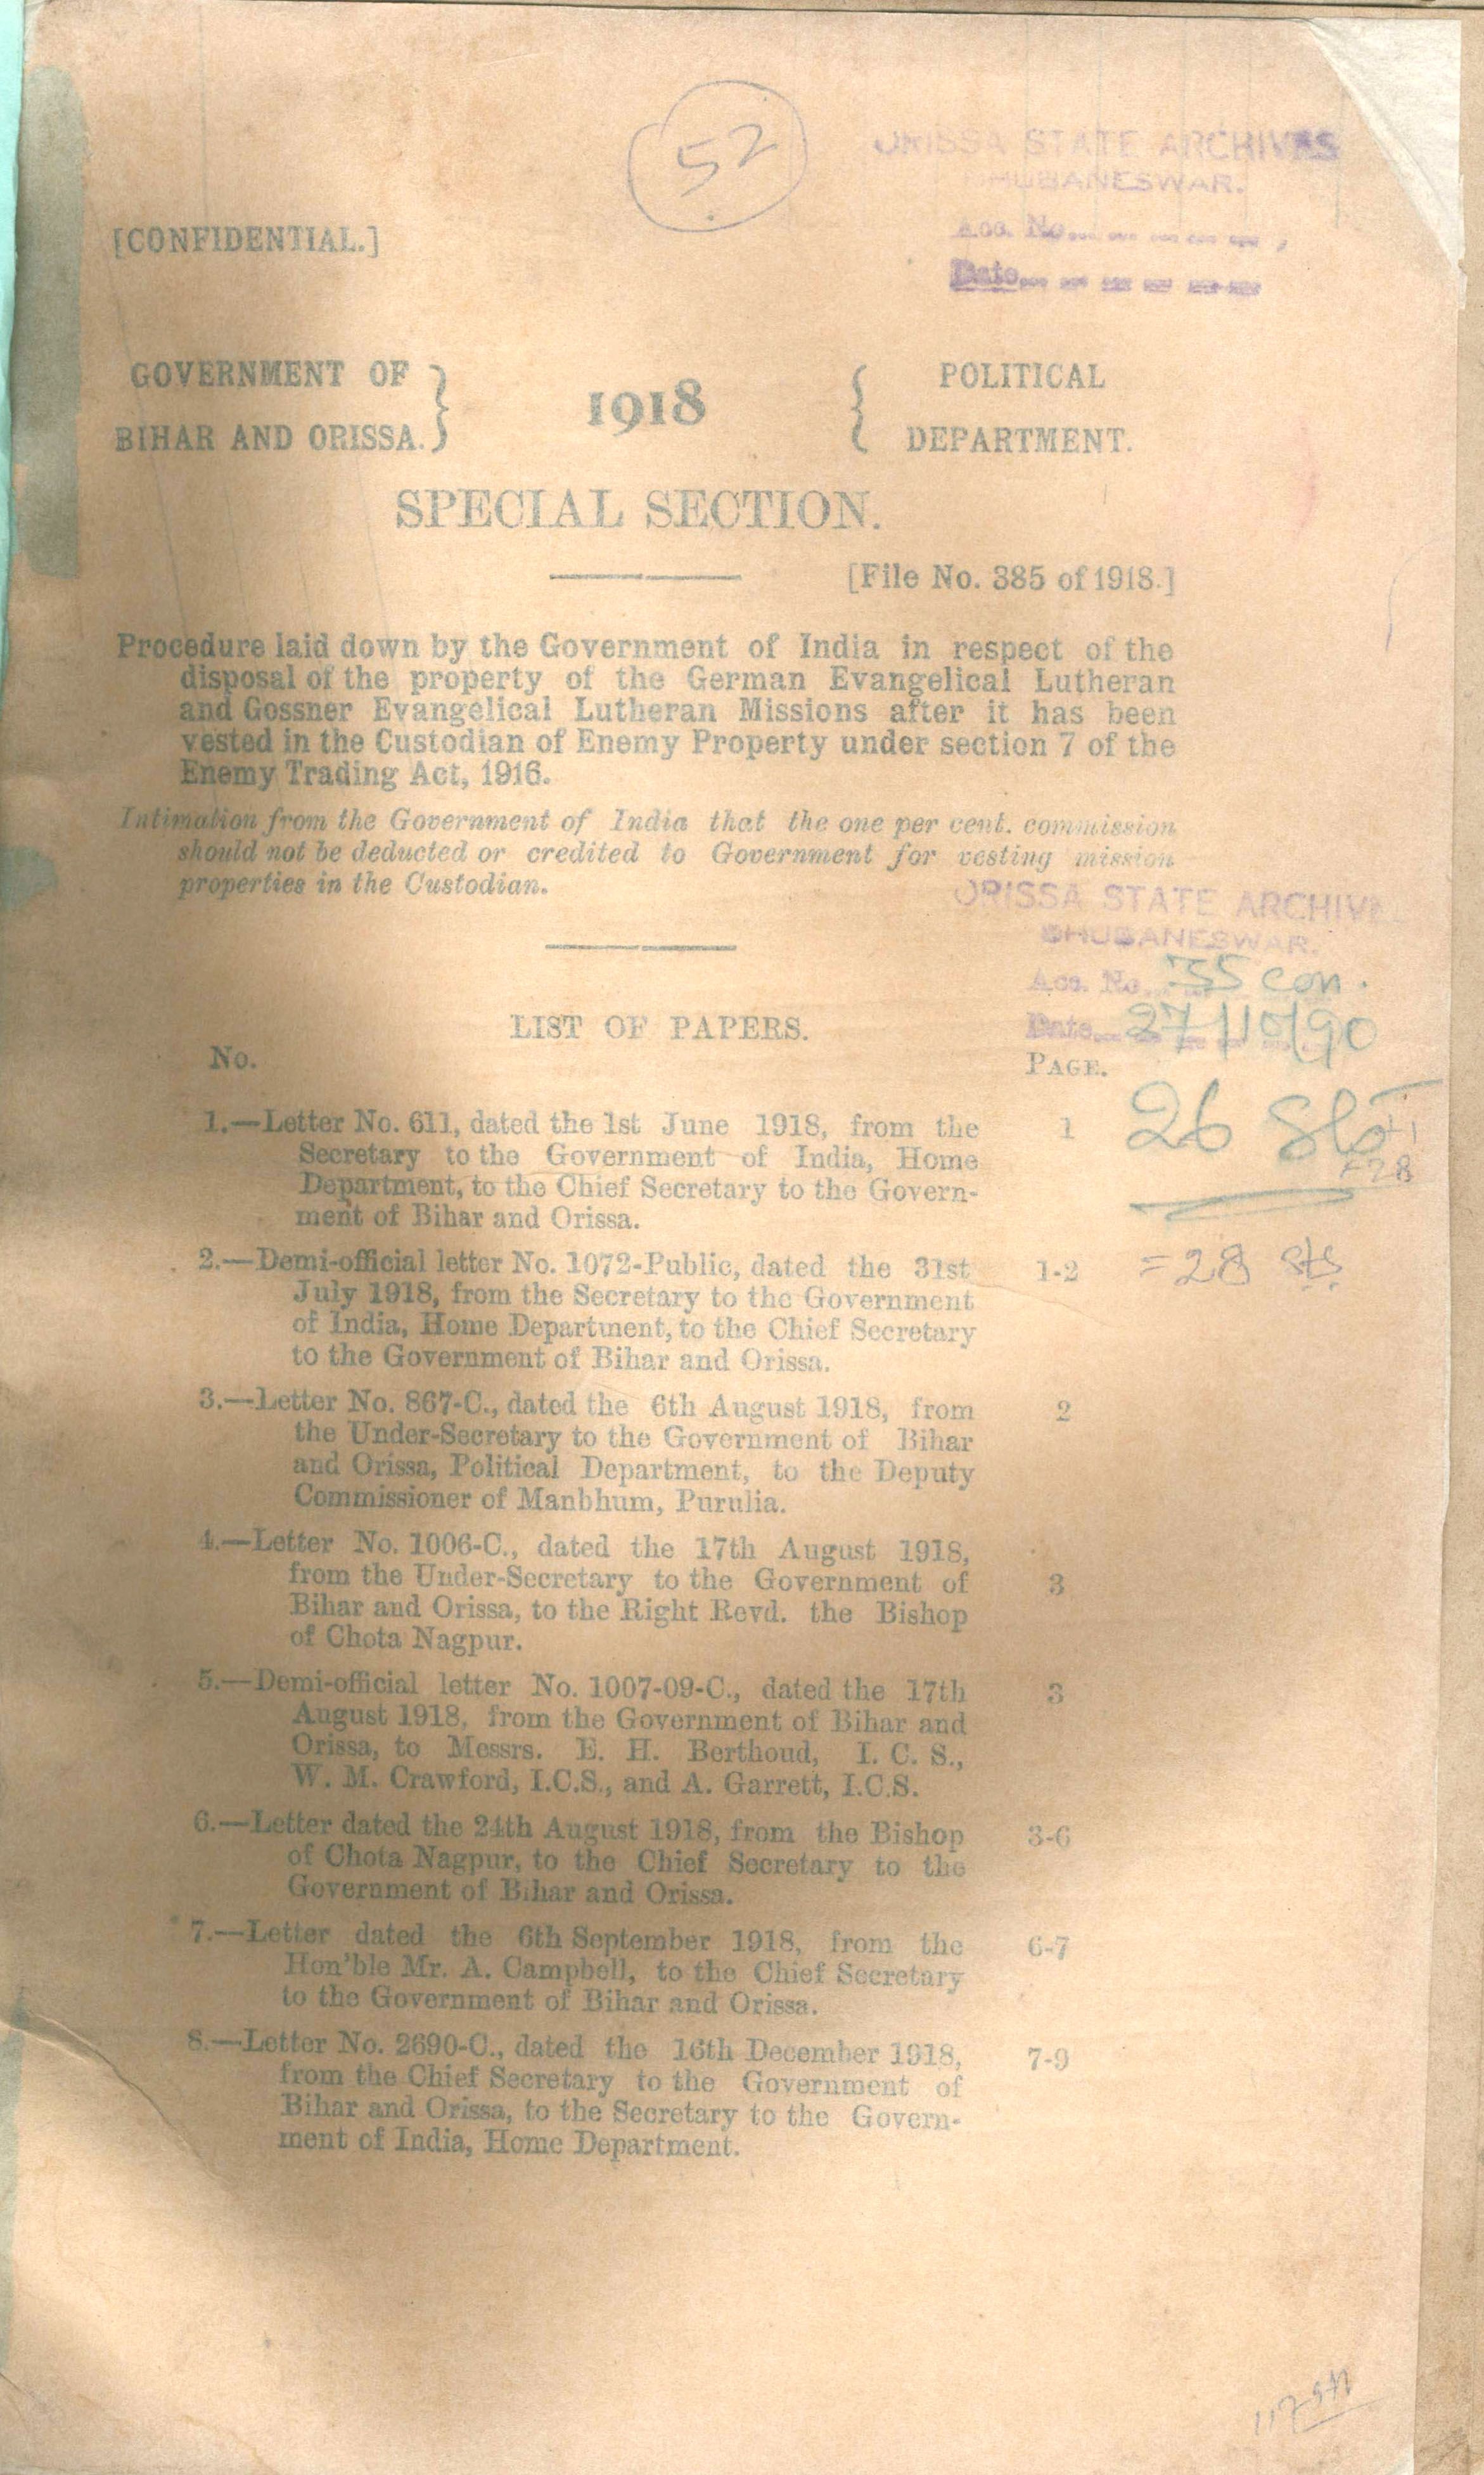 52
ORISSA STATE ARCHIVES
BHUBANESWAR.
Acc. No.
Date
[CONFIDENTIAL.]
GOVERNMENT OF
BIHAR AND ORISSA.
1918
POLITICAL
DEPARTMENT.
SPECIAL SECTION.
[File No. 385 of 1918.]
Procedure laid down by the Government of India in respect of the
disposal of the property of the German Evangelical Lutheran
and Gossner Evangelical Lutheran Missions after it has been
vested in the Custodian of Enemy Property under section 7 of the
Enemy Trading Act, 1916.
Intimation from the Government of India that the one per cent. commission
should not be deducted or credited to Government for vesting mission
properties in the Custodian.
ORISSA STATE ARCHIVES
BHUBANESWAR.
Acc. No. 35 con.
Date 27/10/90
LIST OF PAPERS.
No. PAGE.
1.—Letter No. 611, dated the 1st June 1918, from the 1
Secretary to the Government of India, Home
Department, to the Chief Secretary to the Govern-
ment of Bihar and Orissa.
26
=28
2.—Demi-official letter No. 1072-Public, dated the 31st 1-2
July 1918, from the Secretary to the Government
of India, Home Department, to the Chief Secretary
to the Government of Bihar and Orissa.
=28 sts
3.—Letter No. 867-C., dated the 6th August 1918, from 2
the Under-Secretary to the Government of Bihar
and Orissa, Political Department, to the Deputy
Commissioner of Manbhum, Purulia.
4.—Letter No. 1006-C., dated the 17th August 1918,
from the Under-Secretary to the Government of 3
Bihar and Orissa, to the Right Revd. the Bishop
of Chota Nagpur.
5.—Demi-official letter No. 1007-09-C., dated the 17th 3
August 1918, from the Government of Bihar and
Orissa, to Messrs. E. H. Berthoud, I. C. S.,
W. M. Crawford, I.C.S., and A. Garrett, I.C.S.
6.—Letter dated the 24th August 1918, from the Bishop 3-6
of Chota Nagpur, to the Chief Secretary to the
Government of Bihar and Orissa.
7.—Letter dated the 6th September 1918, from the 6-7
Hon'ble Mr. A. Campbell, to the Chief Secretary
to the Government of Bihar and Orissa.
8.—Letter No. 2690-C., dated the 16th December 1918, 7-9
from the Chief Secretary to the Government of
Bihar and Orissa, to the Secretary to the Govern-
ment of India, Home Department.